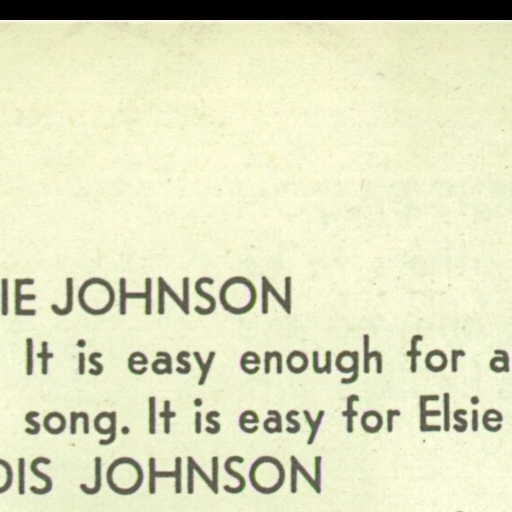 IE JOHNSON
It is easy enough for a
song. It is easy for Elsie
DIS JOHNSON